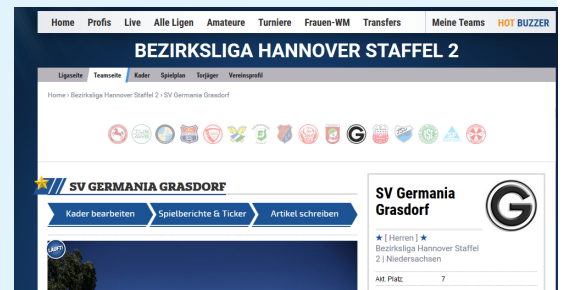 Home Profis Live Alle Ligen Amateure Turniere Frauen-WM Transfers Meine Teams HOT BUZZER
BEZIRKSLIGA HANNOVER STAFFEL 2
Ligaseite Teamseite Kader Spielplan Torjäger Vereinsprofil
Home › Bezirksliga Hannover Staffel 2 › SV Germania Grasdorf
SV GERMANIA GRASDORF
Kader bearbeiten Spielberichte & Ticker Artikel schreiben
LÄUFT!
SV Germania
Grasdorf
G
★ [ Herren ] ★
Bezirksliga Hannover Staffel
2 | Niedersachsen
Akt. Platz: 7